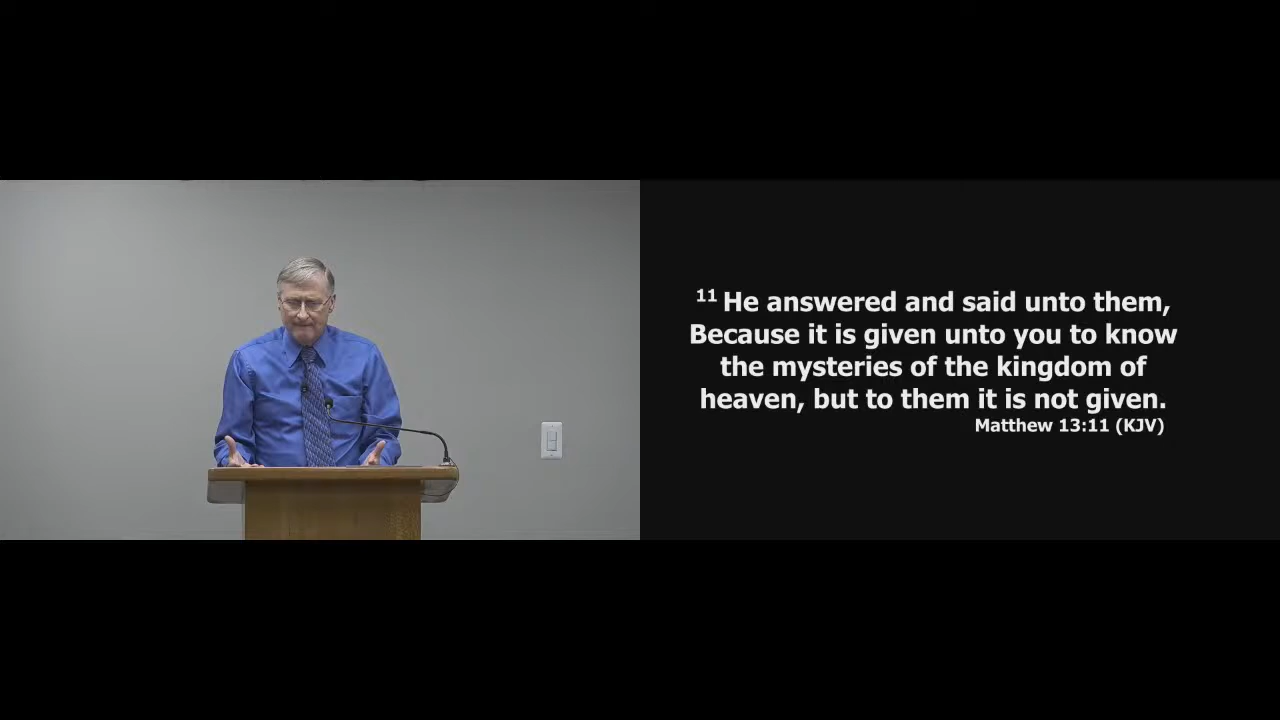 11 He answered and said unto them,
Because it is given unto you to know
the mysteries of the kingdom of
heaven, but to them it is not given.
Matthew 13:11 (KJV)